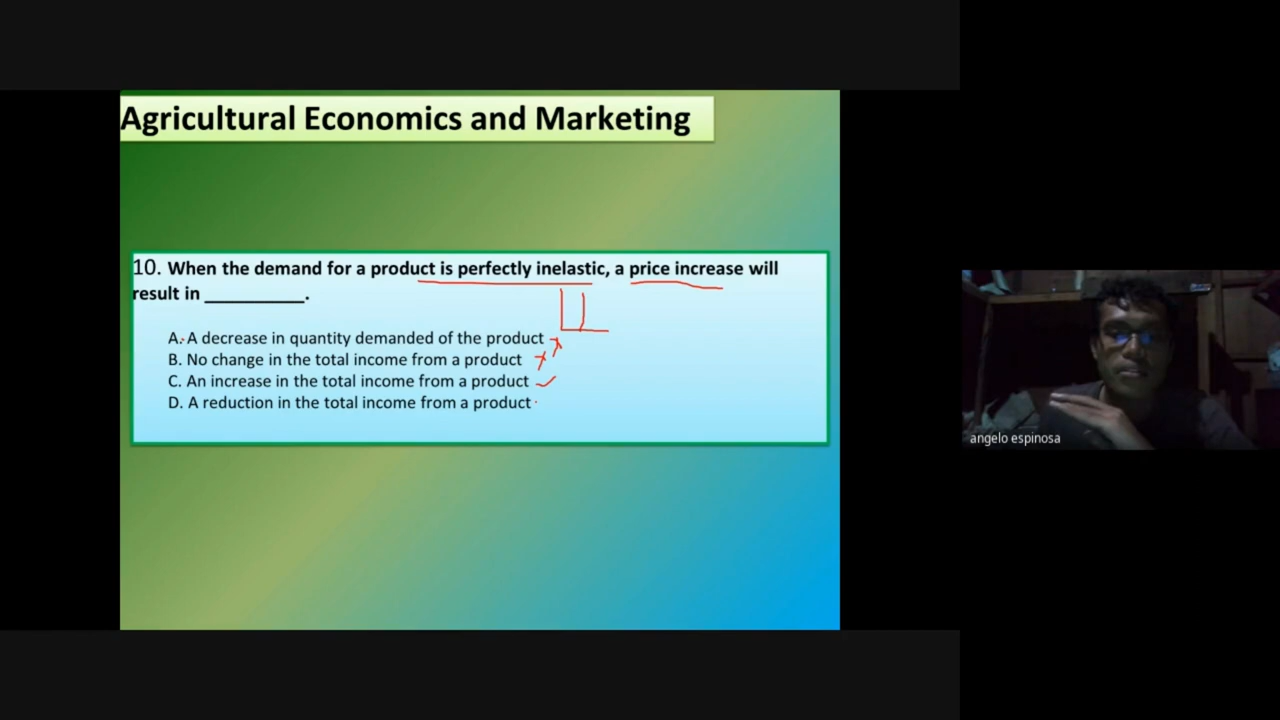 Agricultural Economics and Marketing
10. When the demand for a product is perfectly inelastic, a price increase will
result in __________.
A. A decrease in quantity demanded of the product
B. No change in the total income from a product
C. An increase in the total income from a product
D. A reduction in the total income from a product
angelo espinosa